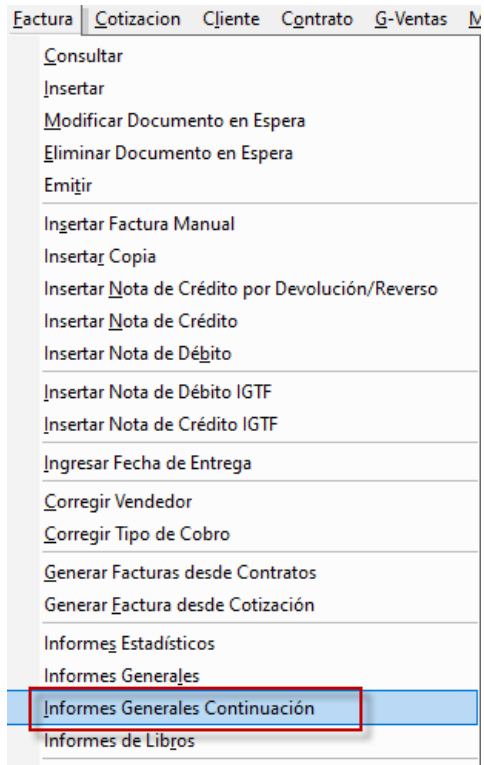 Factura Cotizacion Cliente Contrato G-Ventas M
Consultar
Insertar
Modificar Documento en Espera
Eliminar Documento en Espera
Emitir
Insertar Factura Manual
Insertar Copia
Insertar Nota de Crédito por Devolución/Reverso
Insertar Nota de Crédito
Insertar Nota de Débito
Insertar Nota de Débito IGTF
Insertar Nota de Crédito IGTF
Ingresar Fecha de Entrega
Corregir Vendedor
Corregir Tipo de Cobro
Generar Facturas desde Contratos
Generar Factura desde Cotización
Informes Estadísticos
Informes Generales
Informes Generales Continuación
Informes de Libros